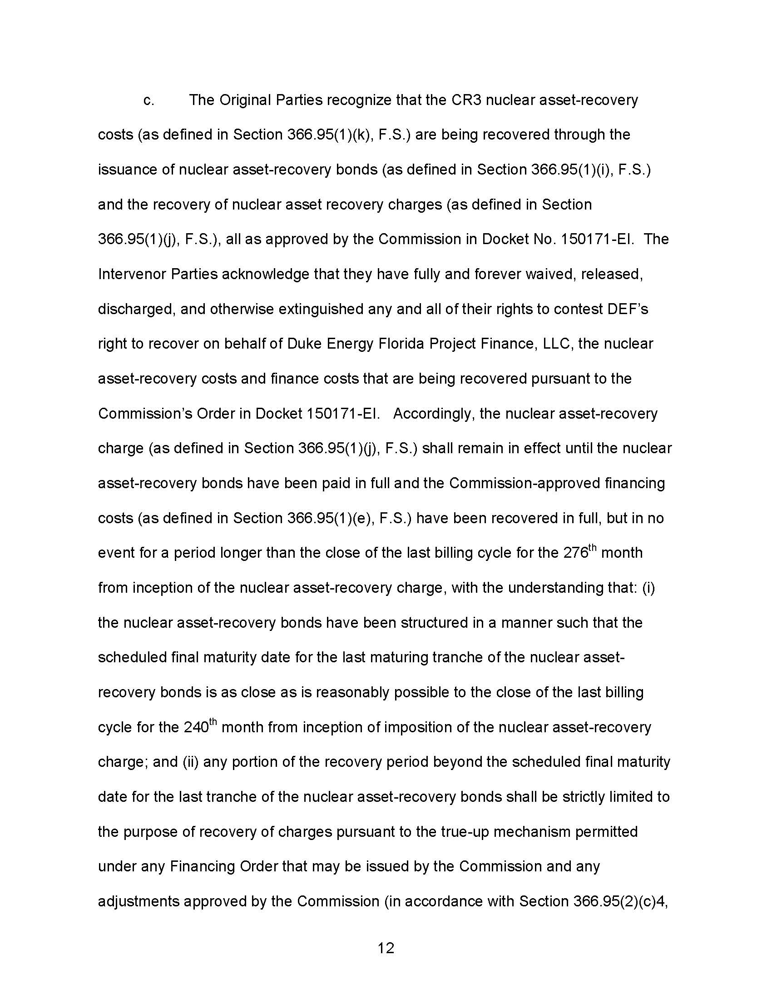 c. The Original Parties recognize that the CR3 nuclear asset-recovery
costs (as defined in Section 366.95(1)(k), F.S.) are being recovered through the
issuance of nuclear asset-recovery bonds (as defined in Section 366.95(1)(i), F.S.)
and the recovery of nuclear asset recovery charges (as defined in Section
366.95(1)(j), F.S.), all as approved by the Commission in Docket No. 150171-EI.  The
Intervenor Parties acknowledge that they have fully and forever waived, released,
discharged, and otherwise extinguished any and all of their rights to contest DEF’s
right to recover on behalf of Duke Energy Florida Project Finance, LLC, the nuclear
asset-recovery costs and finance costs that are being recovered pursuant to the
Commission’s Order in Docket 150171-EI.   Accordingly, the nuclear asset-recovery
charge (as defined in Section 366.95(1)(j), F.S.) shall remain in effect until the nuclear
asset-recovery bonds have been paid in full and the Commission-approved financing
costs (as defined in Section 366.95(1)(e), F.S.) have been recovered in full, but in no
event for a period longer than the close of the last billing cycle for the 276th month
from inception of the nuclear asset-recovery charge, with the understanding that: (i)
the nuclear asset-recovery bonds have been structured in a manner such that the
scheduled final maturity date for the last maturing tranche of the nuclear asset-
recovery bonds is as close as is reasonably possible to the close of the last billing
cycle for the 240th month from inception of imposition of the nuclear asset-recovery
charge; and (ii) any portion of the recovery period beyond the scheduled final maturity
date for the last tranche of the nuclear asset-recovery bonds shall be strictly limited to
the purpose of recovery of charges pursuant to the true-up mechanism permitted
under any Financing Order that may be issued by the Commission and any
adjustments approved by the Commission (in accordance with Section 366.95(2)(c)4,
12